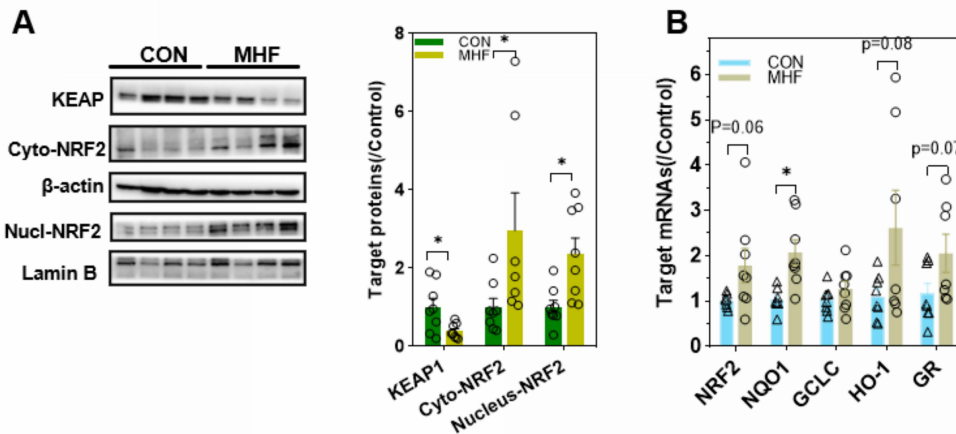 A
CON MHF
KEAP
Cyto-NRF2
β-actin
Nucl-NRF2
Lamin B
Target proteins(/Control)
8
6
4
2
0
CON
MHF
*
*
*
KEAP1
Cyto-NRF2
Nucleus-NRF2
B
Target mRNAs(/Control)
6
5
4
3
2
1
0
CON
MHF
P=0.06
*
p=0.08
p=0.07
NRF2
NQO1
GCLC
HO-1
GR